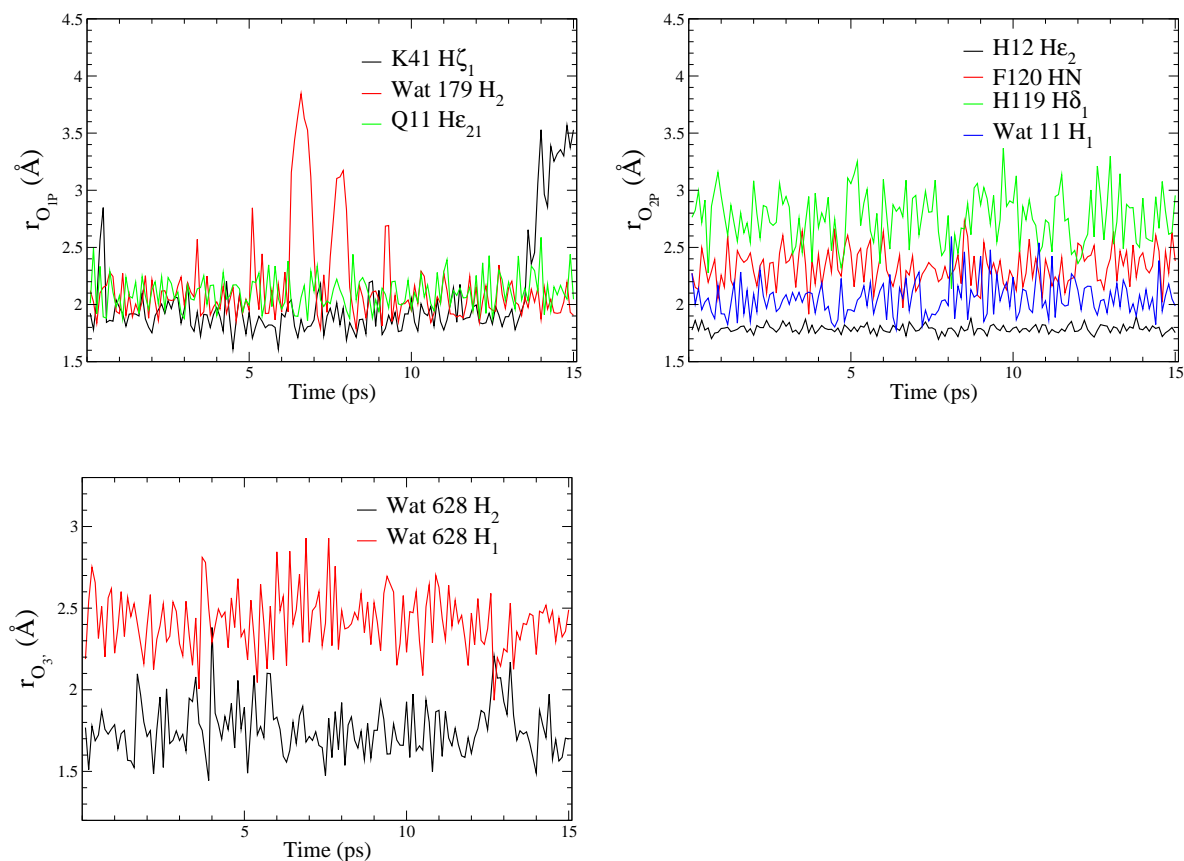 4.5
4
3.5
3
2.5
2
1.5
5
10
15
r_{O_{1P}} (Å)
Time (ps)
K41 Hζ_1
Wat 179 H_2
Q11 Hε_{21}
4.5
4
3.5
3
2.5
2
1.5
5
10
15
r_{O_{2P}} (Å)
Time (ps)
H12 Hε_2
F120 HN
H119 Hδ_1
Wat 11 H_1
3
2.5
2
1.5
5
10
15
r_{O_{3'}} (Å)
Time (ps)
Wat 628 H_2
Wat 628 H_1